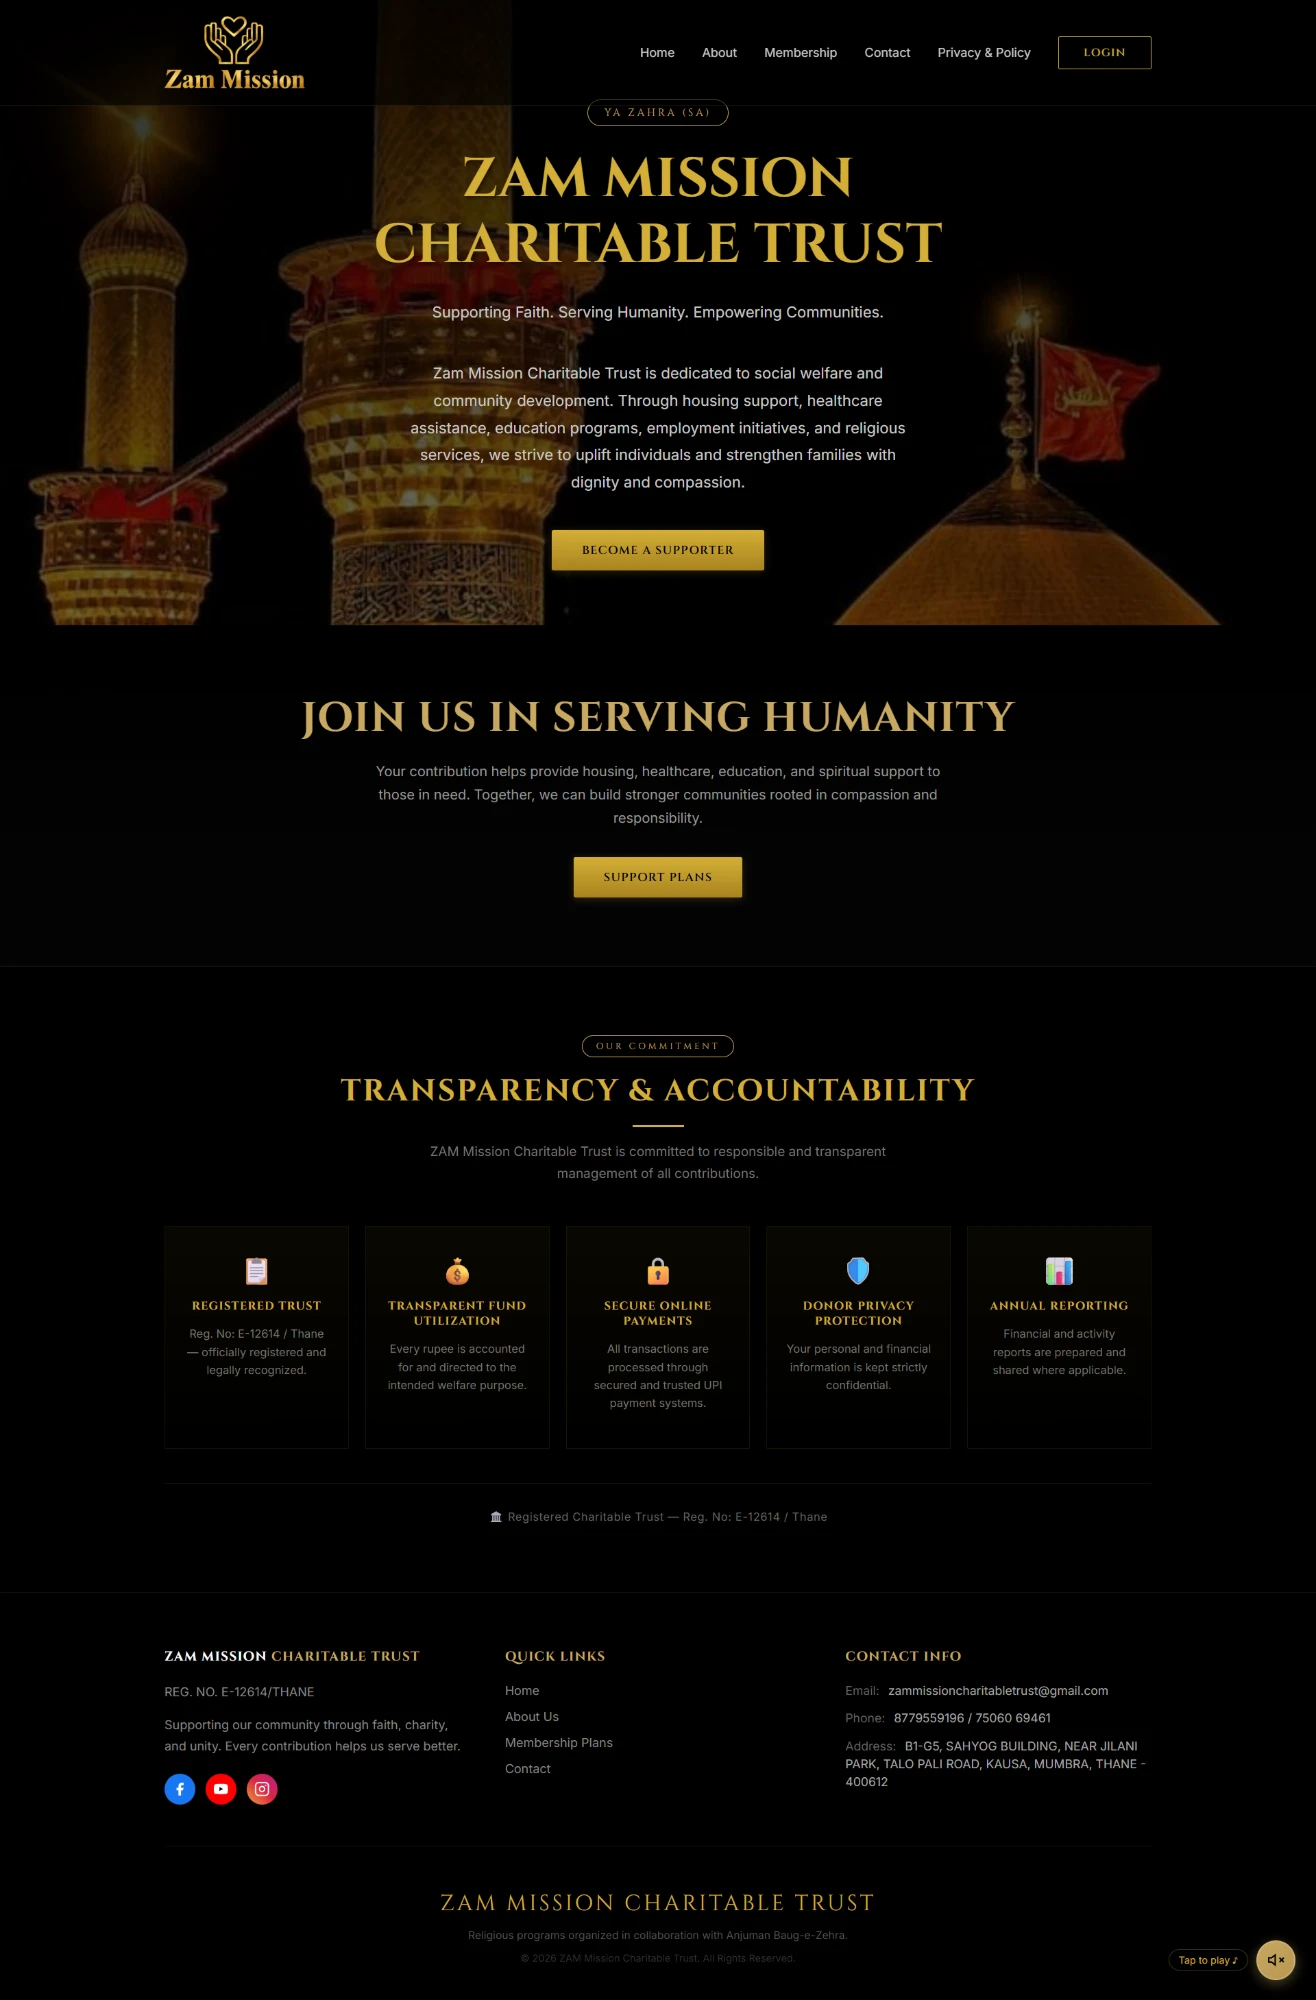 Zam Mission
Home
About
Membership
Contact
Privacy & Policy
LOGIN
YA ZAHRA (SA)
ZAM MISSION
CHARITABLE TRUST
Supporting Faith. Serving Humanity. Empowering Communities.
Zam Mission Charitable Trust is dedicated to social welfare and
community development. Through housing support, healthcare
assistance, education programs, employment initiatives, and religious
services, we strive to uplift individuals and strengthen families with
dignity and compassion.
BECOME A SUPPORTER
JOIN US IN SERVING HUMANITY
Your contribution helps provide housing, healthcare, education, and spiritual support to
those in need. Together, we can build stronger communities rooted in compassion and
responsibility.
SUPPORT PLANS
OUR COMMITMENT
TRANSPARENCY & ACCOUNTABILITY
ZAM Mission Charitable Trust is committed to responsible and transparent
management of all contributions.
REGISTERED TRUST
Reg. No: E-12614 / Thane
— officially registered and
legally recognized.
TRANSPARENT FUND
UTILIZATION
Every rupee is accounted
for and directed to the
intended welfare purpose.
SECURE ONLINE
PAYMENTS
All transactions are
processed through
secured and trusted UPI
payment systems.
DONOR PRIVACY
PROTECTION
Your personal and financial
information is kept strictly
confidential.
ANNUAL REPORTING
Financial and activity
reports are prepared and
shared where applicable.
Registered Charitable Trust — Reg. No: E-12614 / Thane
ZAM MISSION CHARITABLE TRUST
REG. NO. E-12614/THANE
Supporting our community through faith, charity,
and unity. Every contribution helps us serve better.
QUICK LINKS
Home
About Us
Membership Plans
Contact
CONTACT INFO
Email: zammissioncharitabletrust@gmail.com
Phone: 8779559196 / 75060 69461
Address: B1-G5, SAHYOG BUILDING, NEAR JILANI
PARK, TALO PALI ROAD, KAUSA, MUMBRA, THANE -
400612
ZAM MISSION CHARITABLE TRUST
Religious programs organized in collaboration with Anjuman Baug-e-Zehra.
© 2026 ZAM Mission Charitable Trust. All Rights Reserved.
Tap to play ♪